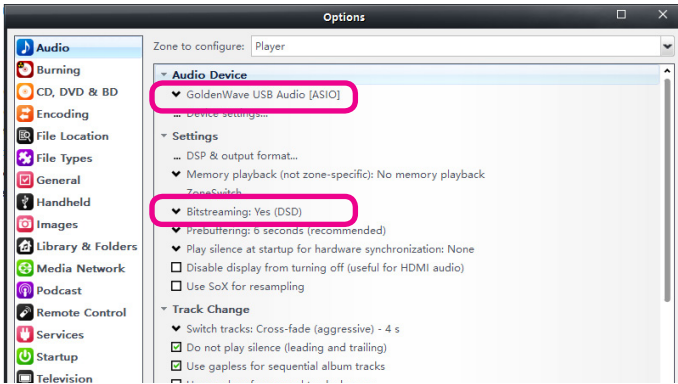 Options
Audio
Burning
CD, DVD & BD
Encoding
File Location
File Types
General
Handheld
Images
Library & Folders
Media Network
Podcast
Remote Control
Services
Startup
Television
Zone to configure: Player
Audio Device
GoldenWave USB Audio [ASIO]
... Device settings...
Settings
... DSP & output format...
Memory playback (not zone-specific): No memory playback
ZoneSwitch...
Bitstreaming: Yes (DSD)
Prebuffering: 6 seconds (recommended)
Play silence at startup for hardware synchronization: None
Disable display from turning off (useful for HDMI audio)
Use SoX for resampling
Track Change
Switch tracks: Cross-fade (aggressive) - 4 s
Do not play silence (leading and trailing)
Use gapless for sequential album tracks